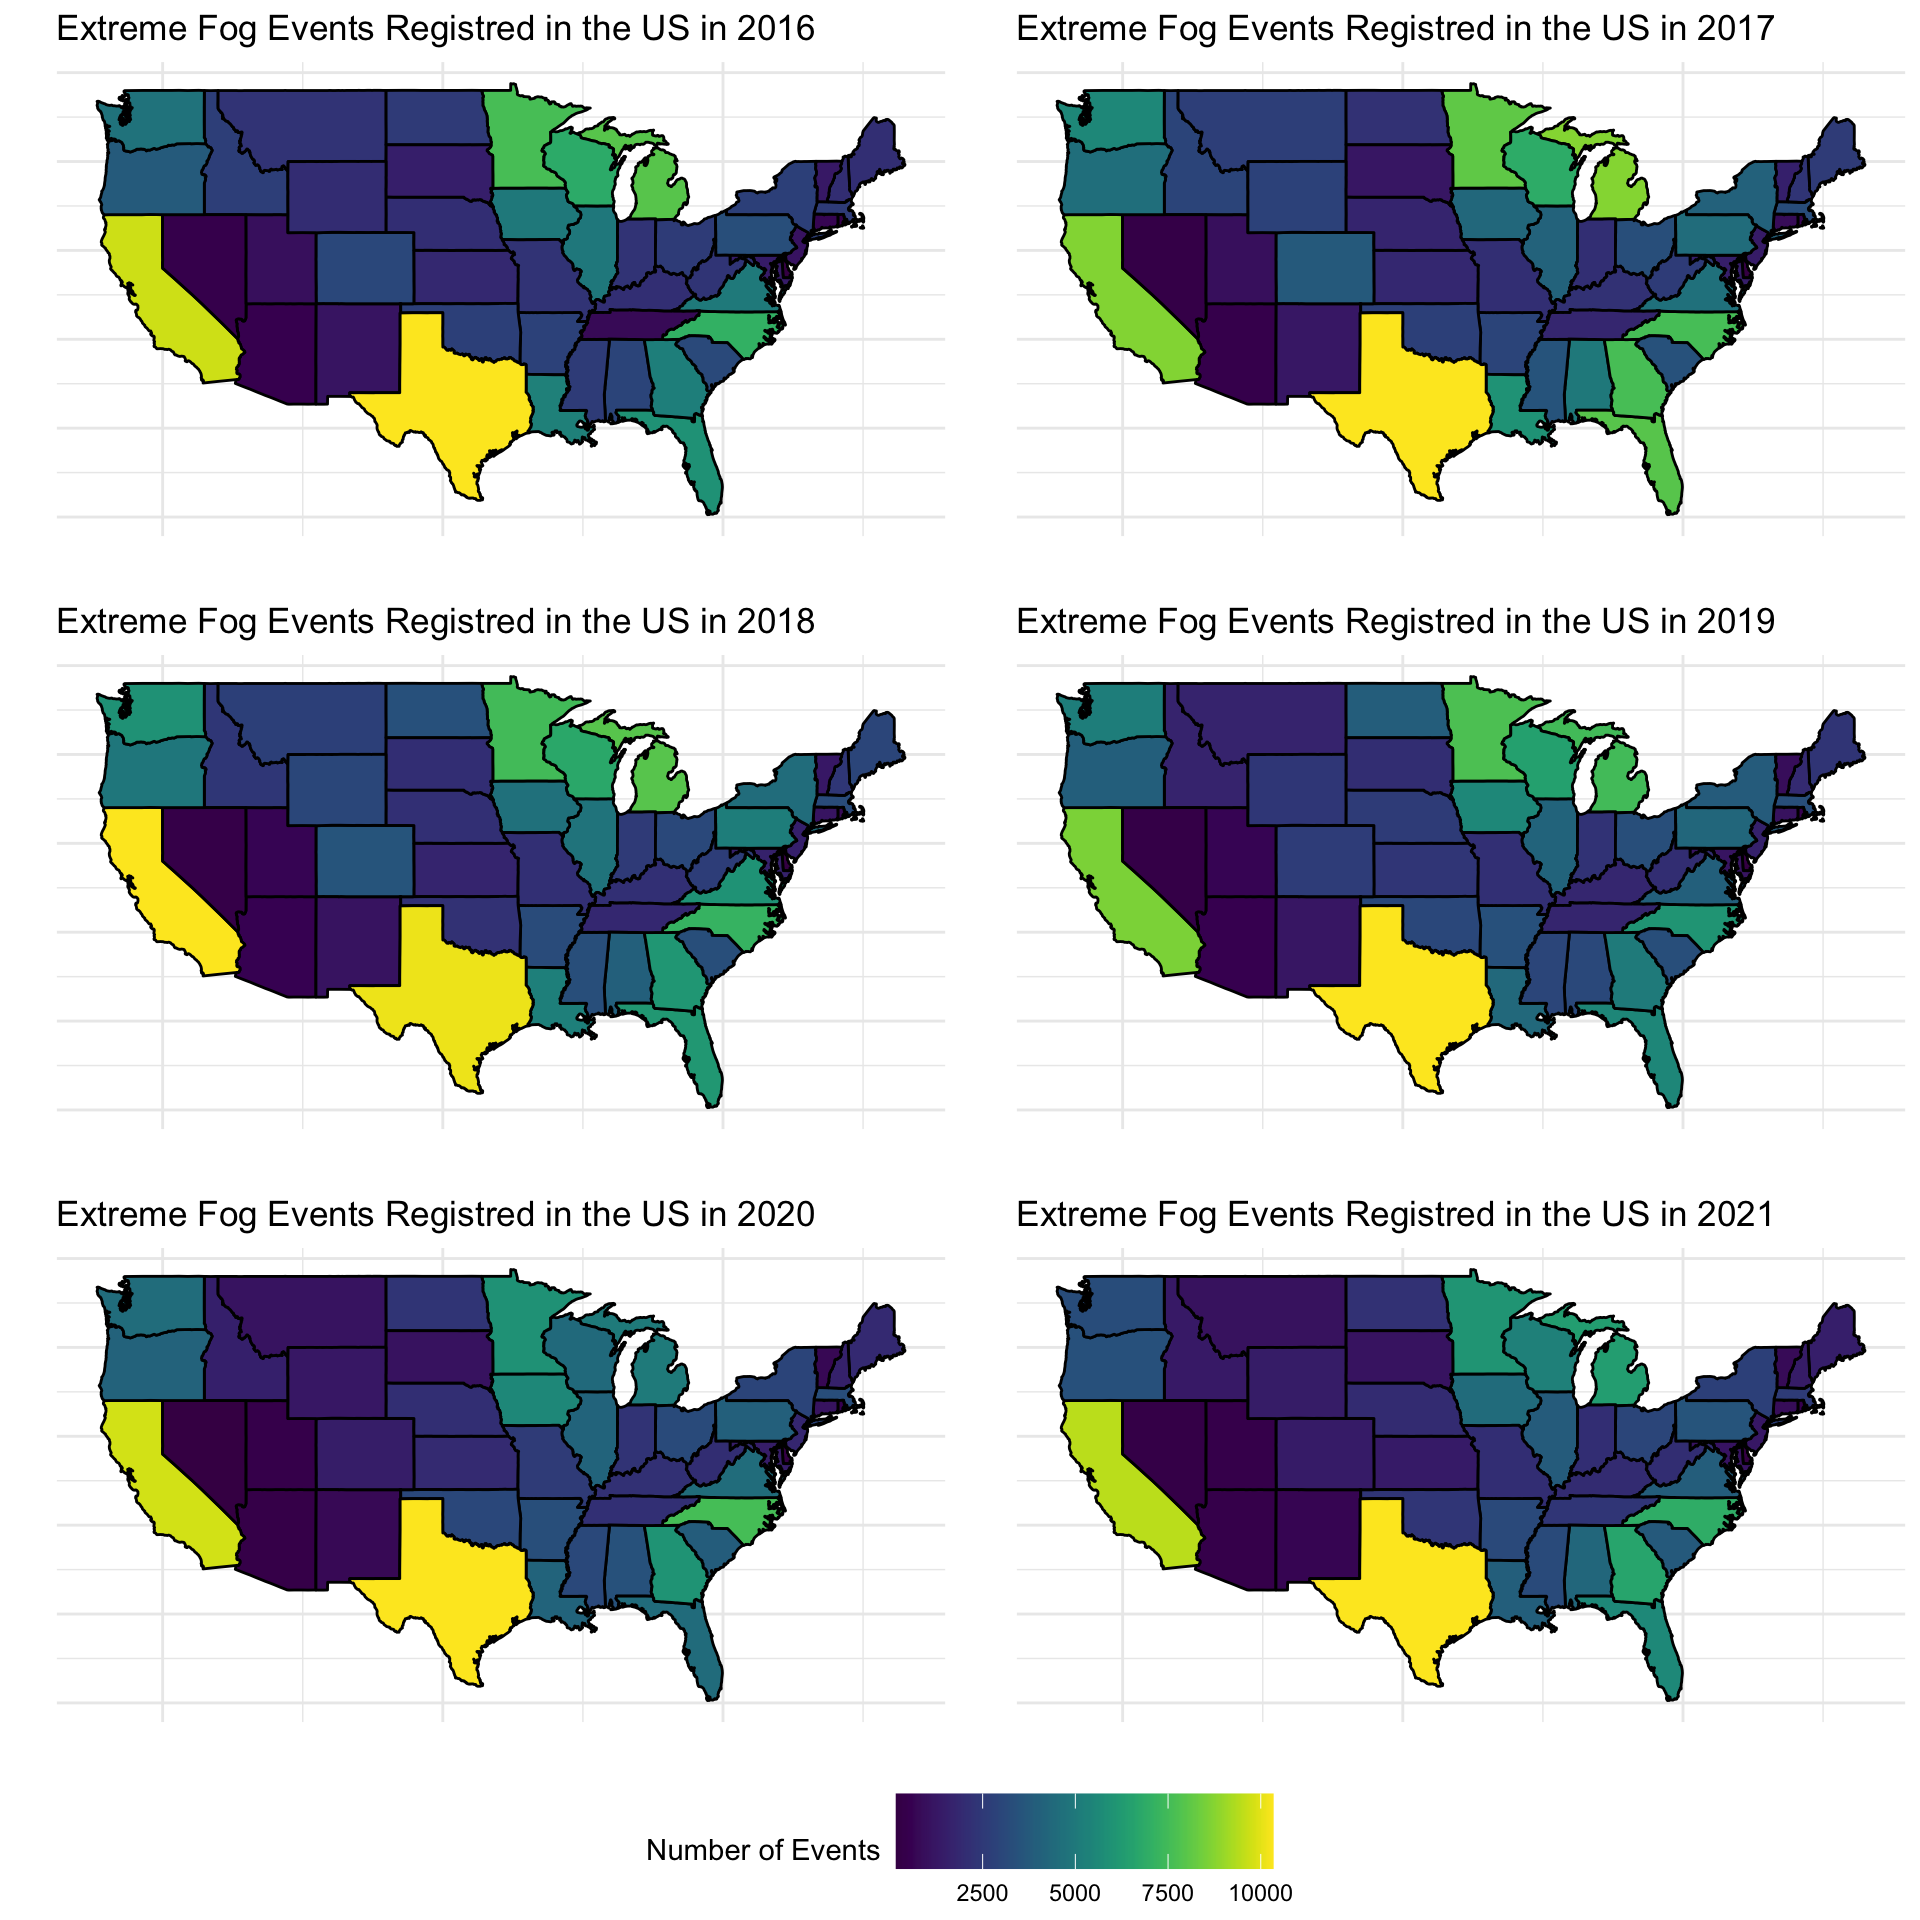 Extreme Fog Events Registred in the US in 2016
Extreme Fog Events Registred in the US in 2017
Extreme Fog Events Registred in the US in 2018
Extreme Fog Events Registred in the US in 2019
Extreme Fog Events Registred in the US in 2020
Extreme Fog Events Registred in the US in 2021
Number of Events
2500 5000 7500 10000